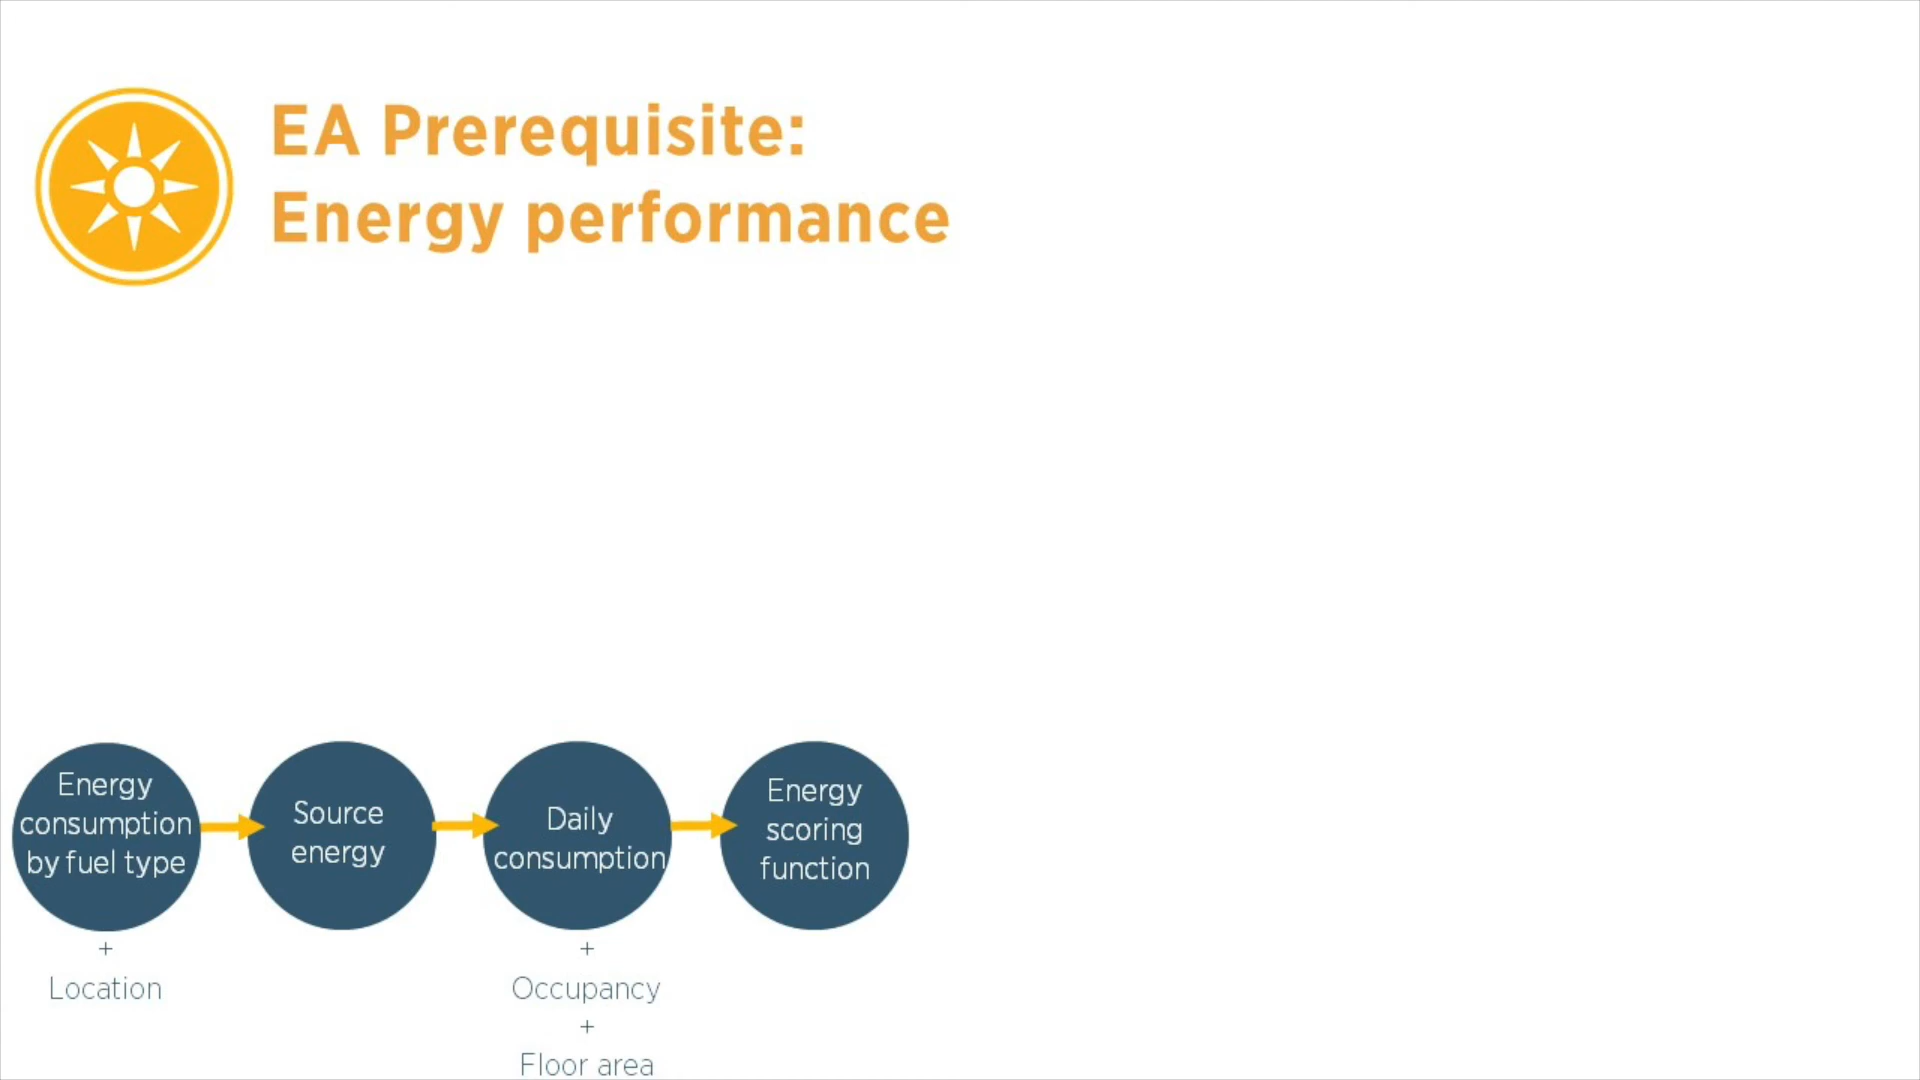 EA Prerequisite:
Energy performance
Energy
consumption
by fuel type
+
Location
Source
energy
Daily
consumption
+
Occupancy
+
Floor area
Energy
scoring
function